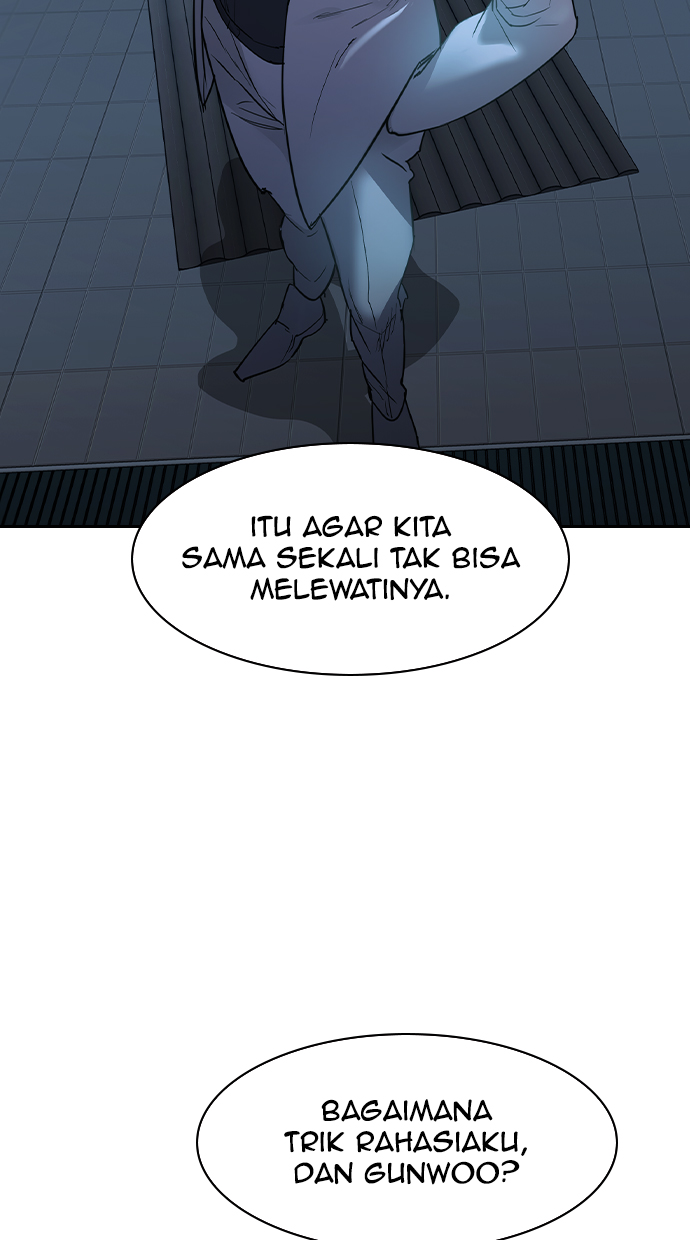 ITU AGAR KITA
SAMA SEKALI TAK BISA
MELEWATINYA.
BAGAIMANA
TRIK RAHASIAKU,
DAN GUNWOO?